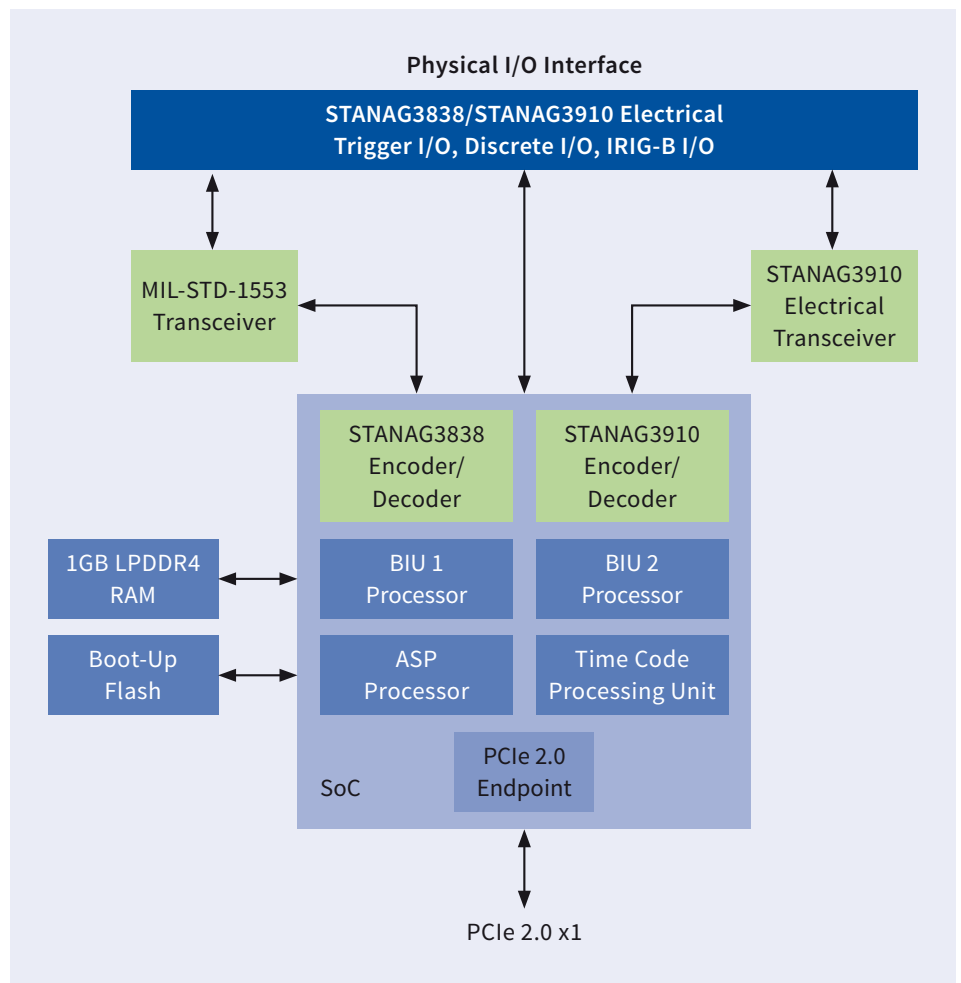 Physical I/O Interface
STANAG3838/STANAG3910 Electrical
Trigger I/O, Discrete I/O, IRIG-B I/O
MIL-STD-1553
Transceiver
STANAG3910
Electrical
Transceiver
STANAG3838
Encoder/
Decoder
STANAG3910
Encoder/
Decoder
1GB LPDDR4
RAM
BIU 1
Processor
BIU 2
Processor
Boot-Up
Flash
ASP
Processor
Time Code
Processing Unit
PCIe 2.0
Endpoint
SoC
PCIe 2.0 x1